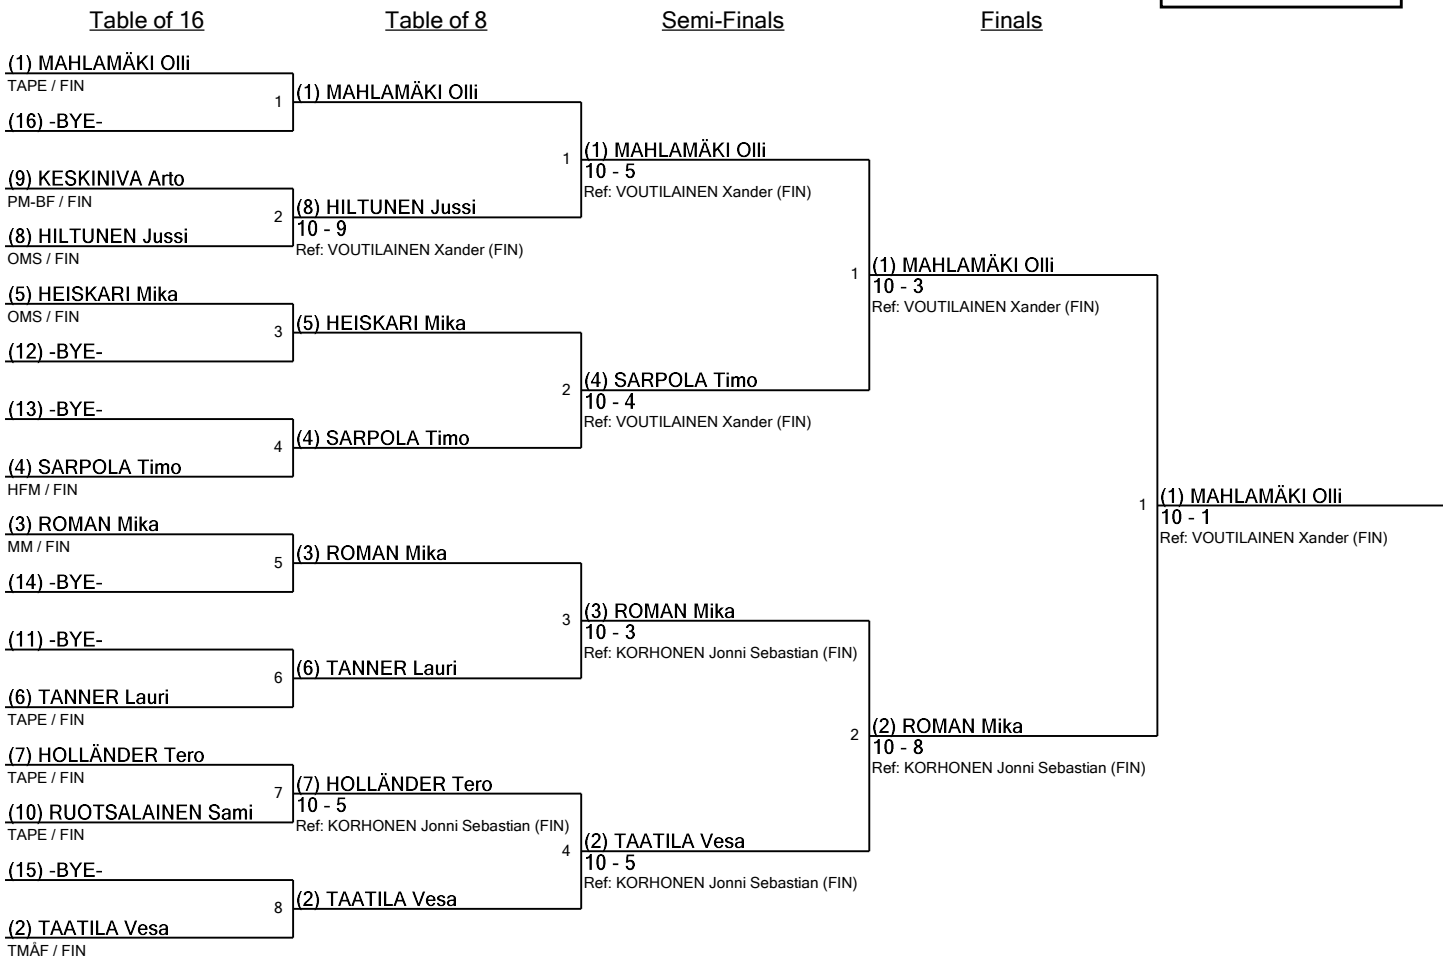 Table of 16
Table of 8
Semi-Finals
Finals
(1) MAHLAMÄKI Olli
TAPE / FIN
(16) -BYE-
1
(9) KESKINIVA Arto
PM-BF / FIN
(8) HILTUNEN Jussi
OMS / FIN
2
(5) HEISKARI Mika
OMS / FIN
(12) -BYE-
3
(13) -BYE-
(4) SARPOLA Timo
HFM / FIN
4
(3) ROMAN Mika
MM / FIN
(14) -BYE-
5
(11) -BYE-
(6) TANNER Lauri
TAPE / FIN
6
(7) HOLLÄNDER Tero
TAPE / FIN
(10) RUOTSALAINEN Sami
TAPE / FIN
7
(15) -BYE-
(2) TAATILA Vesa
TMÅF / FIN
8
(1) MAHLAMÄKI Olli
(8) HILTUNEN Jussi
10 - 9
Ref: VOUTILAINEN Xander (FIN)
1
(5) HEISKARI Mika
(4) SARPOLA Timo
2
(3) ROMAN Mika
(6) TANNER Lauri
3
(7) HOLLÄNDER Tero
10 - 5
Ref: KORHONEN Jonni Sebastian (FIN)
(2) TAATILA Vesa
4
(1) MAHLAMÄKI Olli
10 - 5
Ref: VOUTILAINEN Xander (FIN)
(4) SARPOLA Timo
10 - 4
Ref: VOUTILAINEN Xander (FIN)
1
(3) ROMAN Mika
10 - 3
Ref: KORHONEN Jonni Sebastian (FIN)
(2) TAATILA Vesa
10 - 5
Ref: KORHONEN Jonni Sebastian (FIN)
2
(1) MAHLAMÄKI Olli
10 - 3
Ref: VOUTILAINEN Xander (FIN)
(2) ROMAN Mika
10 - 8
Ref: KORHONEN Jonni Sebastian (FIN)
1
(1) MAHLAMÄKI Olli
10 - 1
Ref: VOUTILAINEN Xander (FIN)